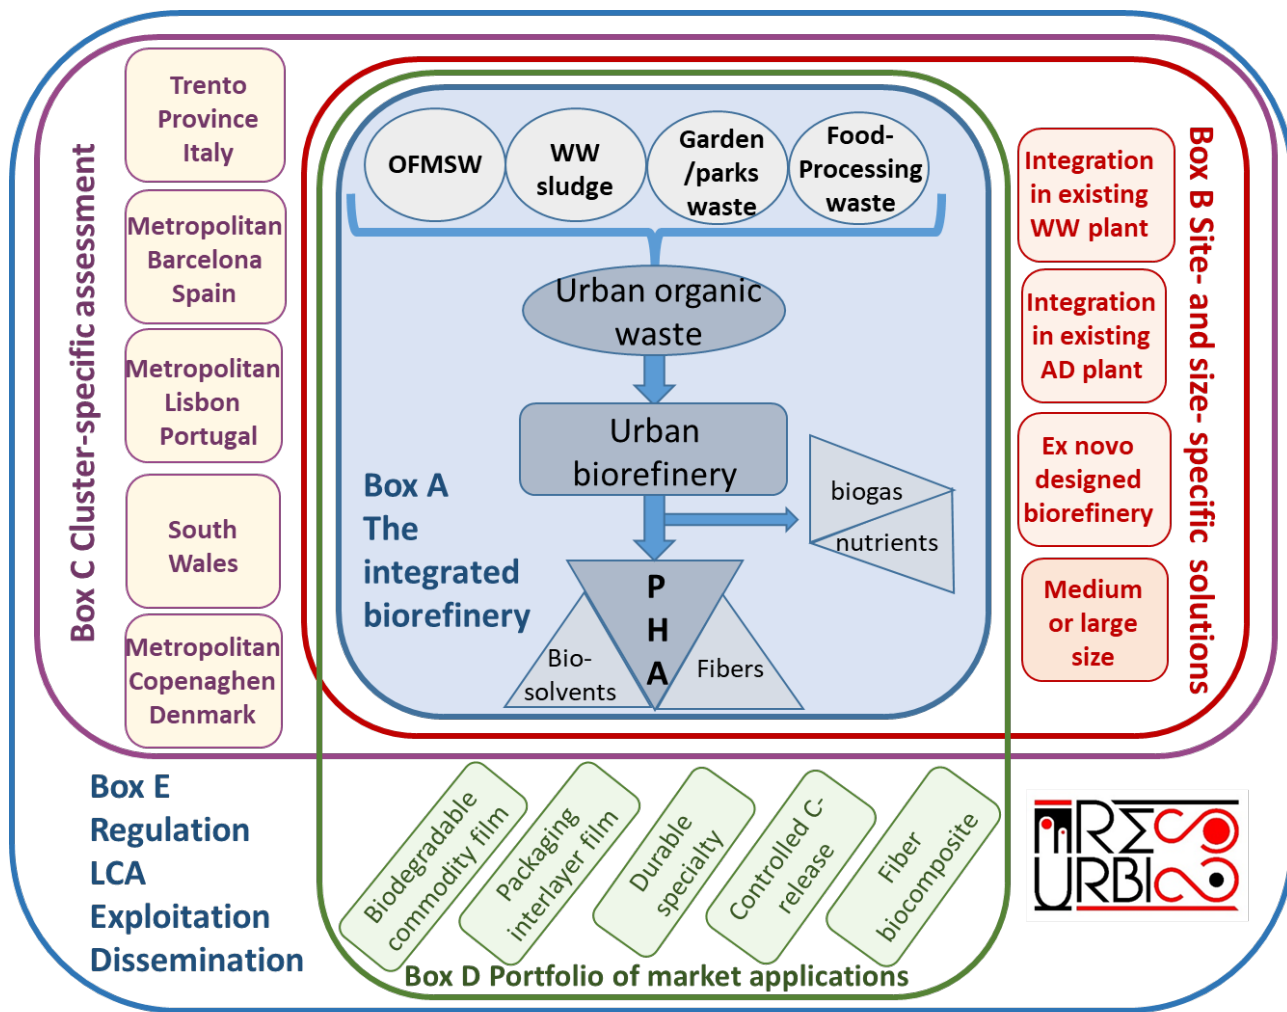 Box C Cluster-specific assessment
Trento
Province
Italy
Metropolitan
Barcelona
Spain
Metropolitan
Lisbon
Portugal
South
Wales
Metropolitan
Copenaghen
Denmark
OFMSW
WW
sludge
Garden
/parks
waste
Food-
Processing
waste
Urban organic
waste
Urban
biorefinery
Box A
The
integrated
biorefinery
biogas
nutrients
P
H
A
Bio-
solvents
Fibers
Integration
in existing
WW plant
Integration
in existing
AD plant
Ex novo
designed
biorefinery
Medium
or large
size
Box B Site- and size- specific solutions
Box E
Regulation
LCA
Exploitation
Dissemination
Biodegradable
commodity film
Packaging
interlayer film
Durable
specialty
Controlled C-
release
Fiber
biocomposite
Box D Portfolio of market applications
RES
URBIS